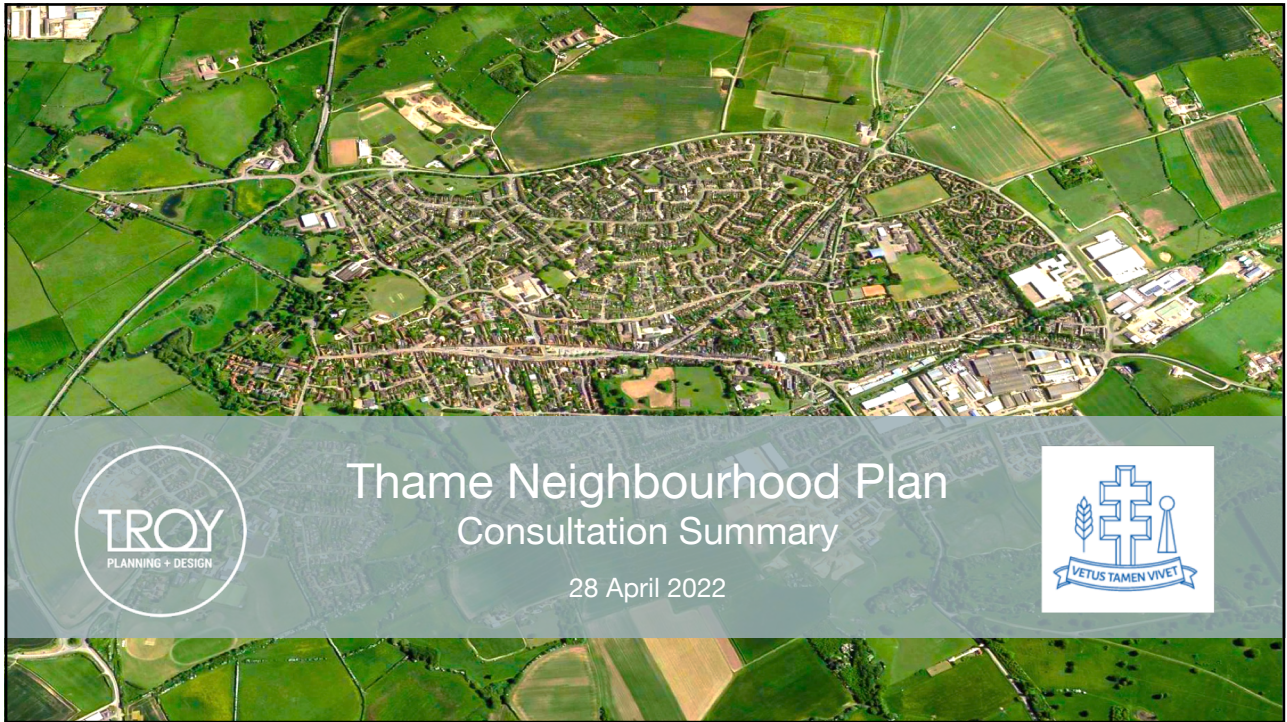 Thame Neighbourhood Plan
Consultation Summary
28 April 2022
TROY
PLANNING + DESIGN
VETUS TAMEN VIVET